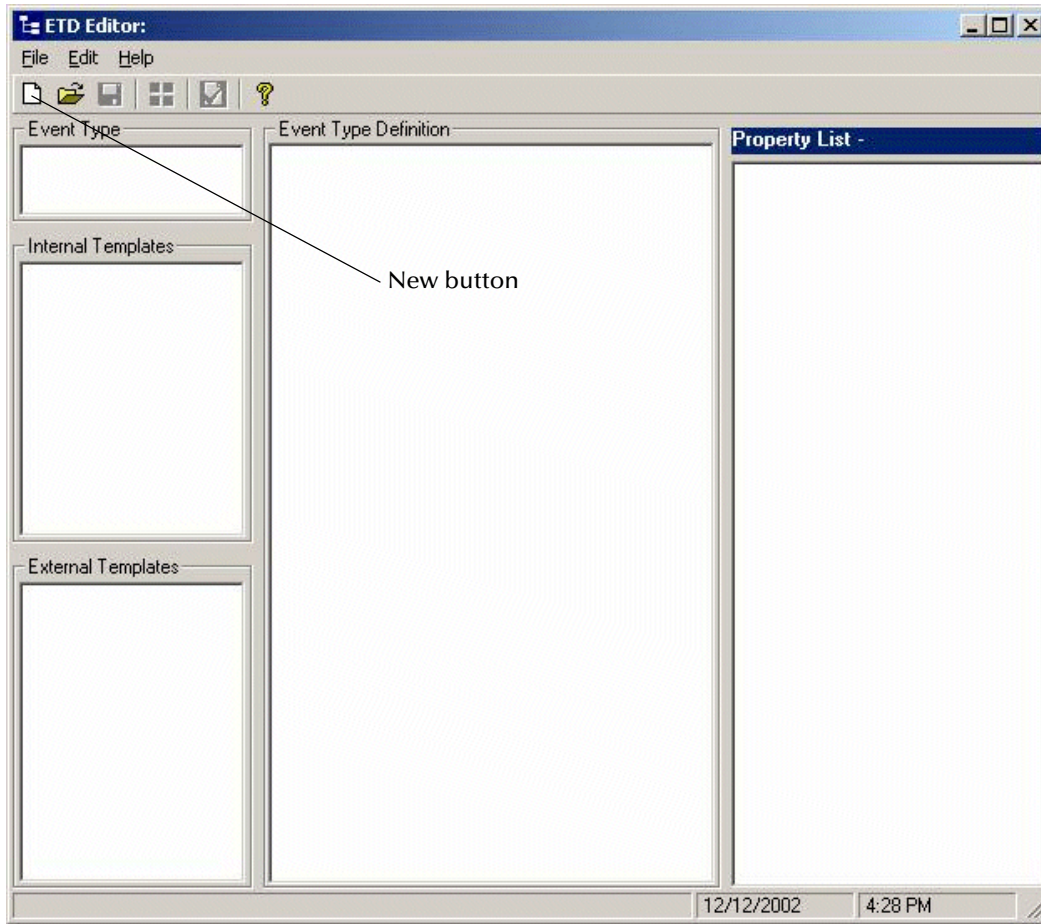 ETD Editor:
File Edit Help
Event Type
Event Type Definition
Property List -
Internal Templates
New button
External Templates
12/12/2002
4:28 PM